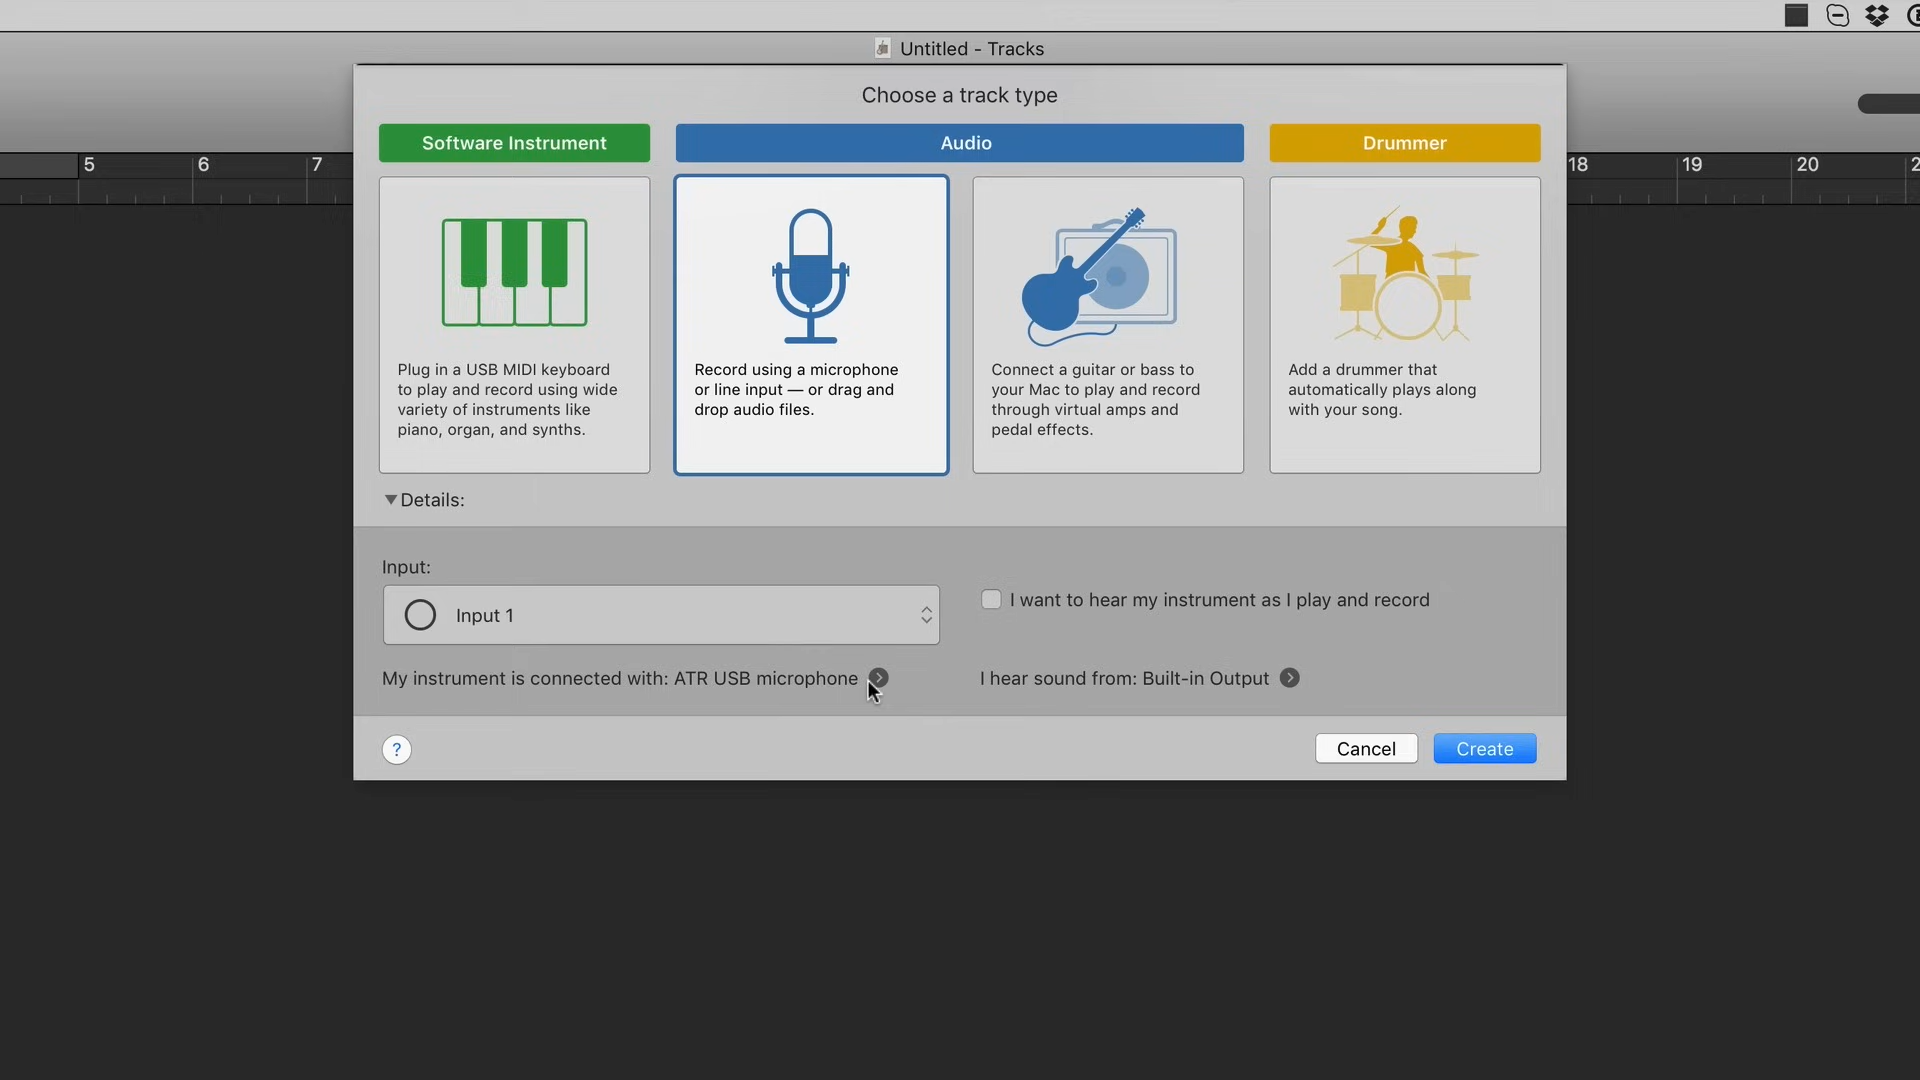 Untitled - Tracks
Choose a track type
Software Instrument
Audio
Drummer
5
6
7
18
19
20
Plug in a USB MIDI keyboard
to play and record using wide
variety of instruments like
piano, organ, and synths.
Record using a microphone
or line input — or drag and
drop audio files.
Connect a guitar or bass to
your Mac to play and record
through virtual amps and
pedal effects.
Add a drummer that
automatically plays along
with your song.
Details:
Input:
Input 1
I want to hear my instrument as I play and record
My instrument is connected with: ATR USB microphone
I hear sound from: Built-in Output
?
Cancel
Create